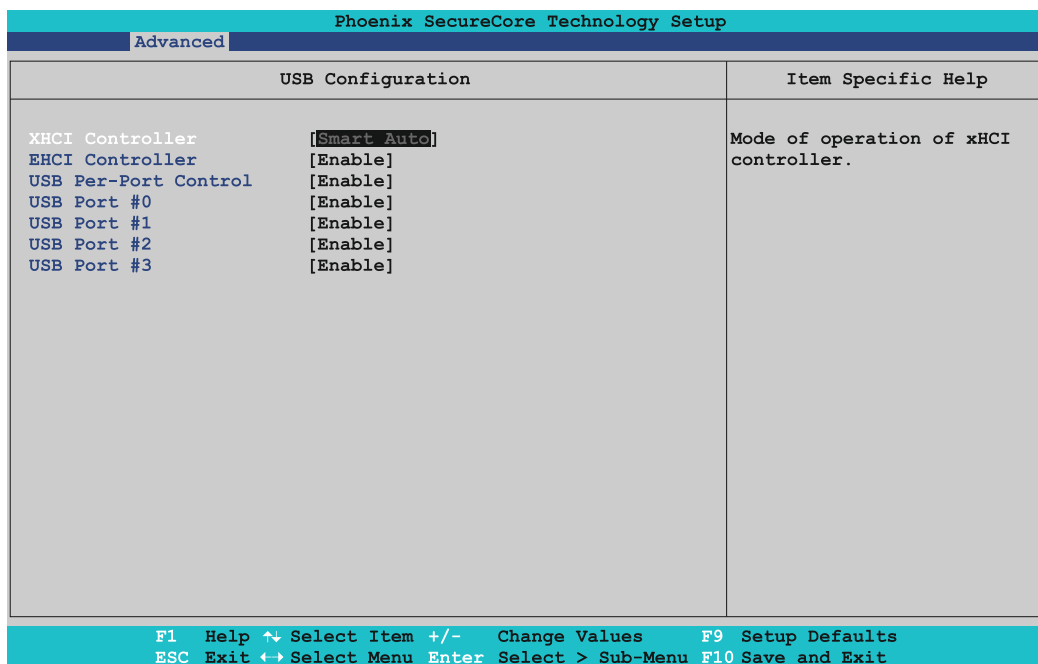 Phoenix SecureCore Technology Setup
Advanced
USB Configuration
Item Specific Help
XHCI Controller [Smart Auto]
EHCI Controller [Enable]
USB Per-Port Control [Enable]
USB Port #0 [Enable]
USB Port #1 [Enable]
USB Port #2 [Enable]
USB Port #3 [Enable]
Mode of operation of xHCI
controller.
F1 Help ↑↓ Select Item +/- Change Values F9 Setup Defaults
ESC Exit ←→ Select Menu Enter Select > Sub-Menu F10 Save and Exit